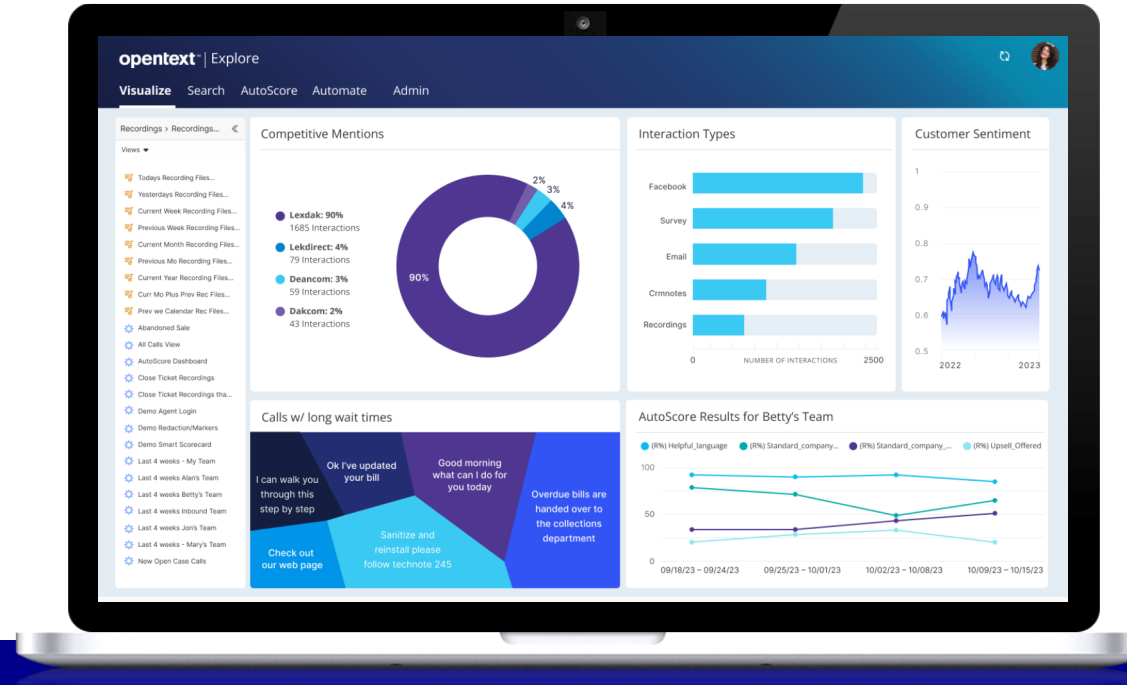 opentext™ | Explore
Visualize Search AutoScore Automate Admin
Recordings > Recordings... «
Views
Todays Recording Files...
Yesterdays Recording Files...
Current Week Recording Files...
Previous Week Recording Files...
Current Month Recording Files...
Previous Mo Recording Files...
Current Year Recording Files...
Curr Mo Plus Prev Rec Files...
Prev we Calendar Rec Files...
Abandoned Sale
All Calls View
AutoScore Dashboard
Close Ticket Recordings
Close Ticket Recordings tha...
Demo Agent Login
Demo Redaction/Markers
Demo Smart Scorecard
Last 4 weeks - My Team
Last 4 weeks Alan's Team
Last 4 weeks Betty's Team
Last 4 weeks Inbound Team
Last 4 weeks Jon's Team
Last 4 weeks - Mary's Team
New Open Case Calls
Competitive Mentions
Lexdak: 90%
1685 Interactions
Lekdirect: 4%
79 Interactions
Deancom: 3%
59 Interactions
Dakcom: 2%
43 Interactions
2%
3%
4%
90%
Interaction Types
Facebook
Survey
Email
Crmnotes
Recordings
0 NUMBER OF INTERACTIONS 2500
Customer Sentiment
1
0.9
0.8
0.7
0.6
0.5
2022 2023
Calls w/ long wait times
I can walk you
through this
step by step
Ok I've updated
your bill
Good morning
what can I do for
you today
Overdue bills are
handed over to
the collections
department
Check out
our web page
Sanitize and
reinstall please
follow technote 245
AutoScore Results for Betty's Team
(R%) Helpful_language (R%) Standard_company... (R%) Standard_company_... (R%) Upsell_Offered
100
50
0
09/18/23 – 09/24/23 09/25/23 – 10/01/23 10/02/23 – 10/08/23 10/09/23 – 10/15/23